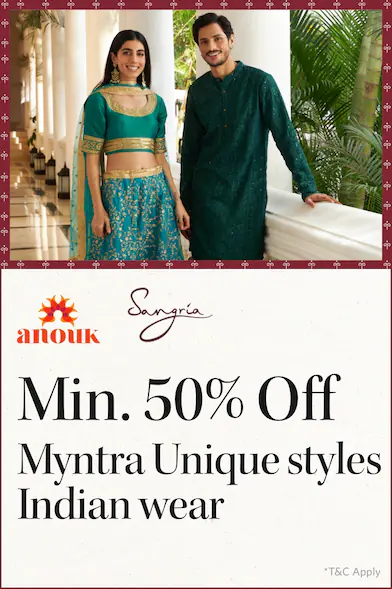 anouk
Sangria
Min. 50% Off
Myntra Unique styles
Indian wear
*T&C Apply